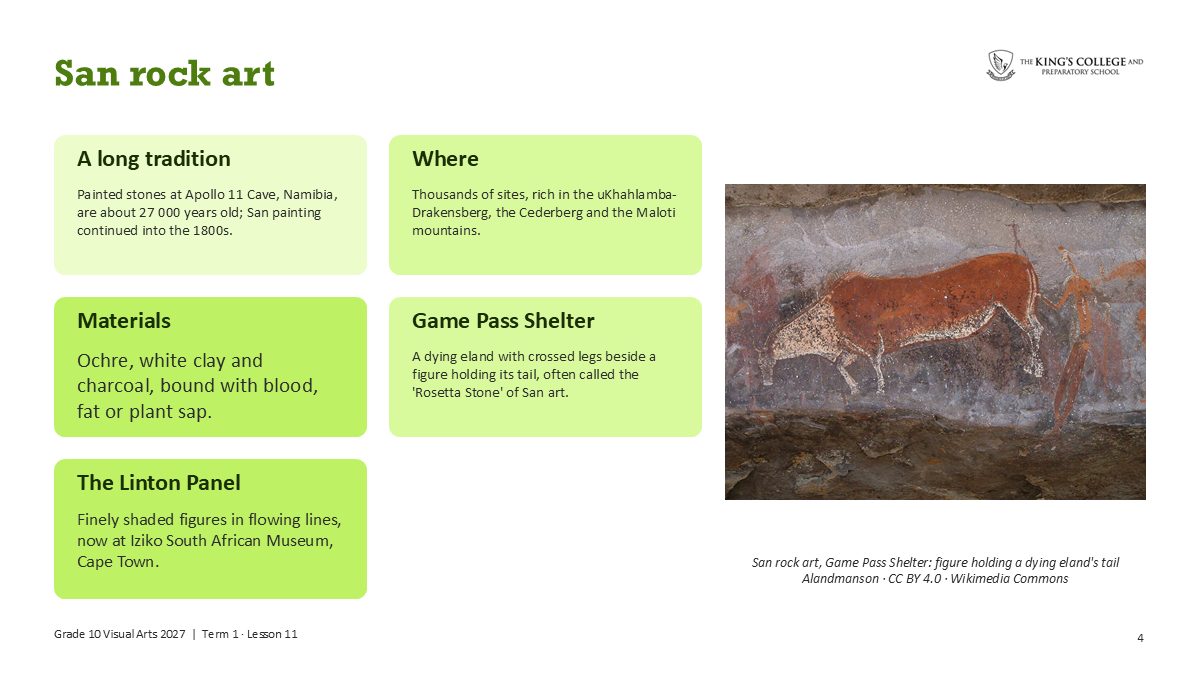 San rock art
THE KING'S COLLEGE AND
PREPARATORY SCHOOL
A long tradition
Painted stones at Apollo 11 Cave, Namibia,
are about 27 000 years old; San painting
continued into the 1800s.
Where
Thousands of sites, rich in the uKhahlamba-
Drakensberg, the Cederberg and the Maloti
mountains.
Materials
Ochre, white clay and
charcoal, bound with blood,
fat or plant sap.
Game Pass Shelter
A dying eland with crossed legs beside a
figure holding its tail, often called the
'Rosetta Stone' of San art.
The Linton Panel
Finely shaded figures in flowing lines,
now at Iziko South African Museum,
Cape Town.
San rock art, Game Pass Shelter: figure holding a dying eland's tail
Alandmanson · CC BY 4.0 · Wikimedia Commons
Grade 10 Visual Arts 2027 | Term 1 · Lesson 11
4